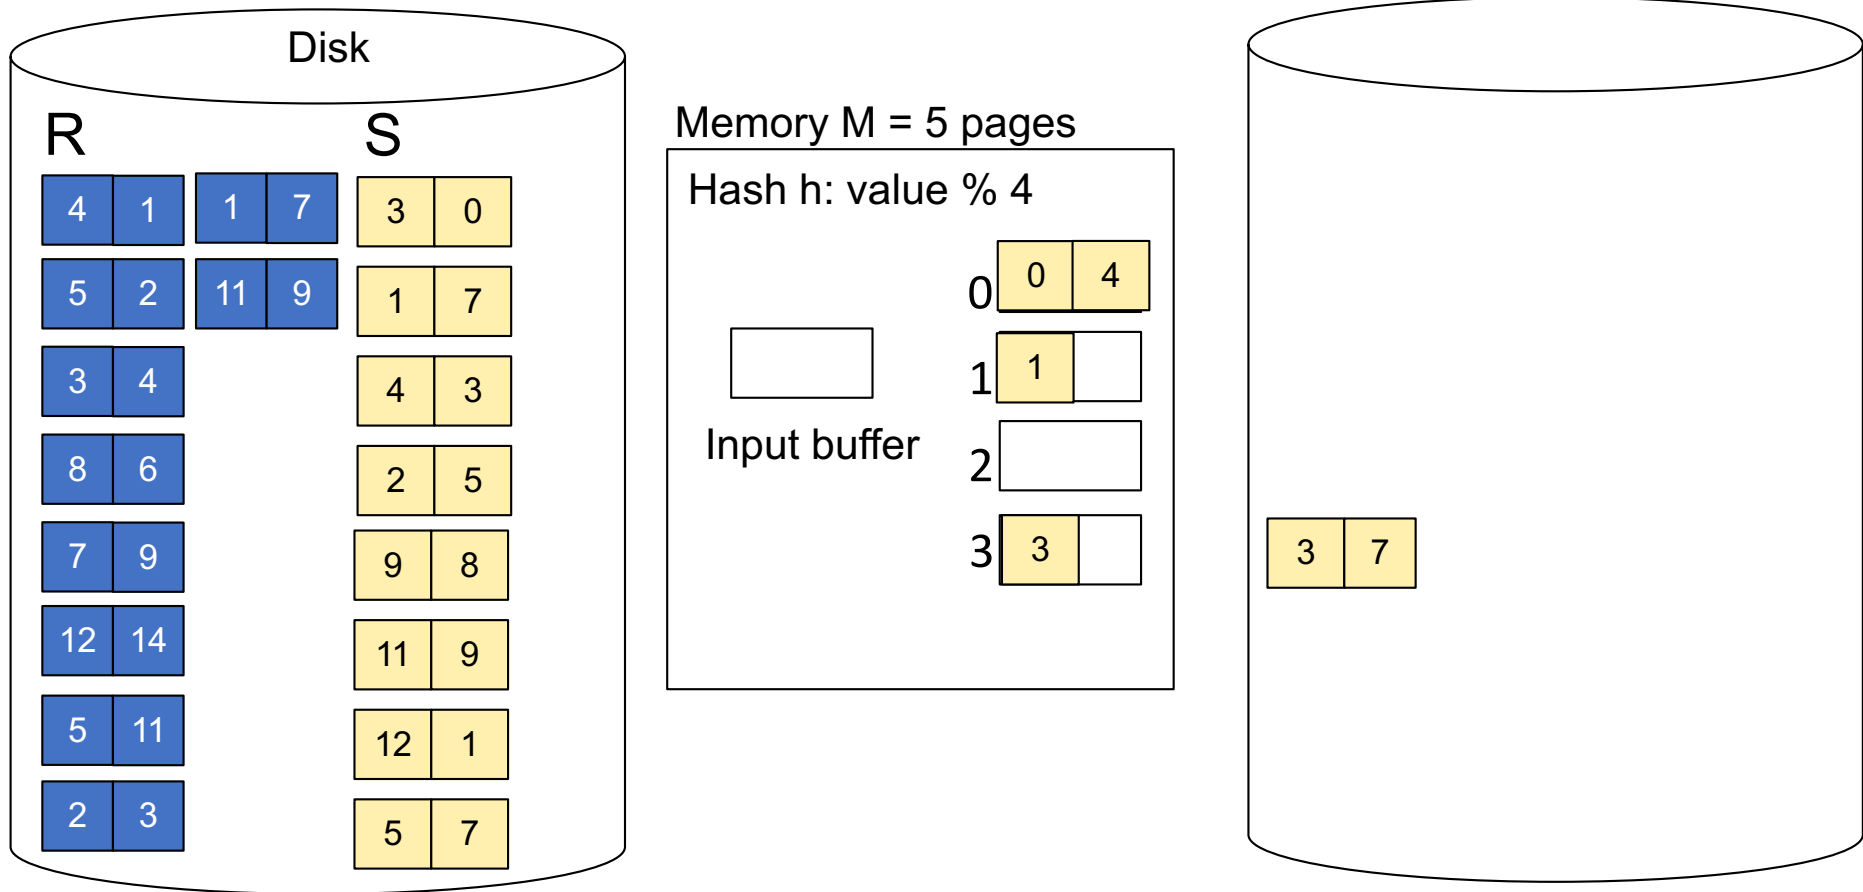 Disk
R S
4 1 1 7 3 0
5 2 11 9 1 7
3 4 4 3
8 6 2 5
7 9 9 8
12 14 11 9
5 11 12 1
2 3 5 7
Memory M = 5 pages
Hash h: value % 4
0 0 4
1 1
Input buffer
2
3 3
3 7